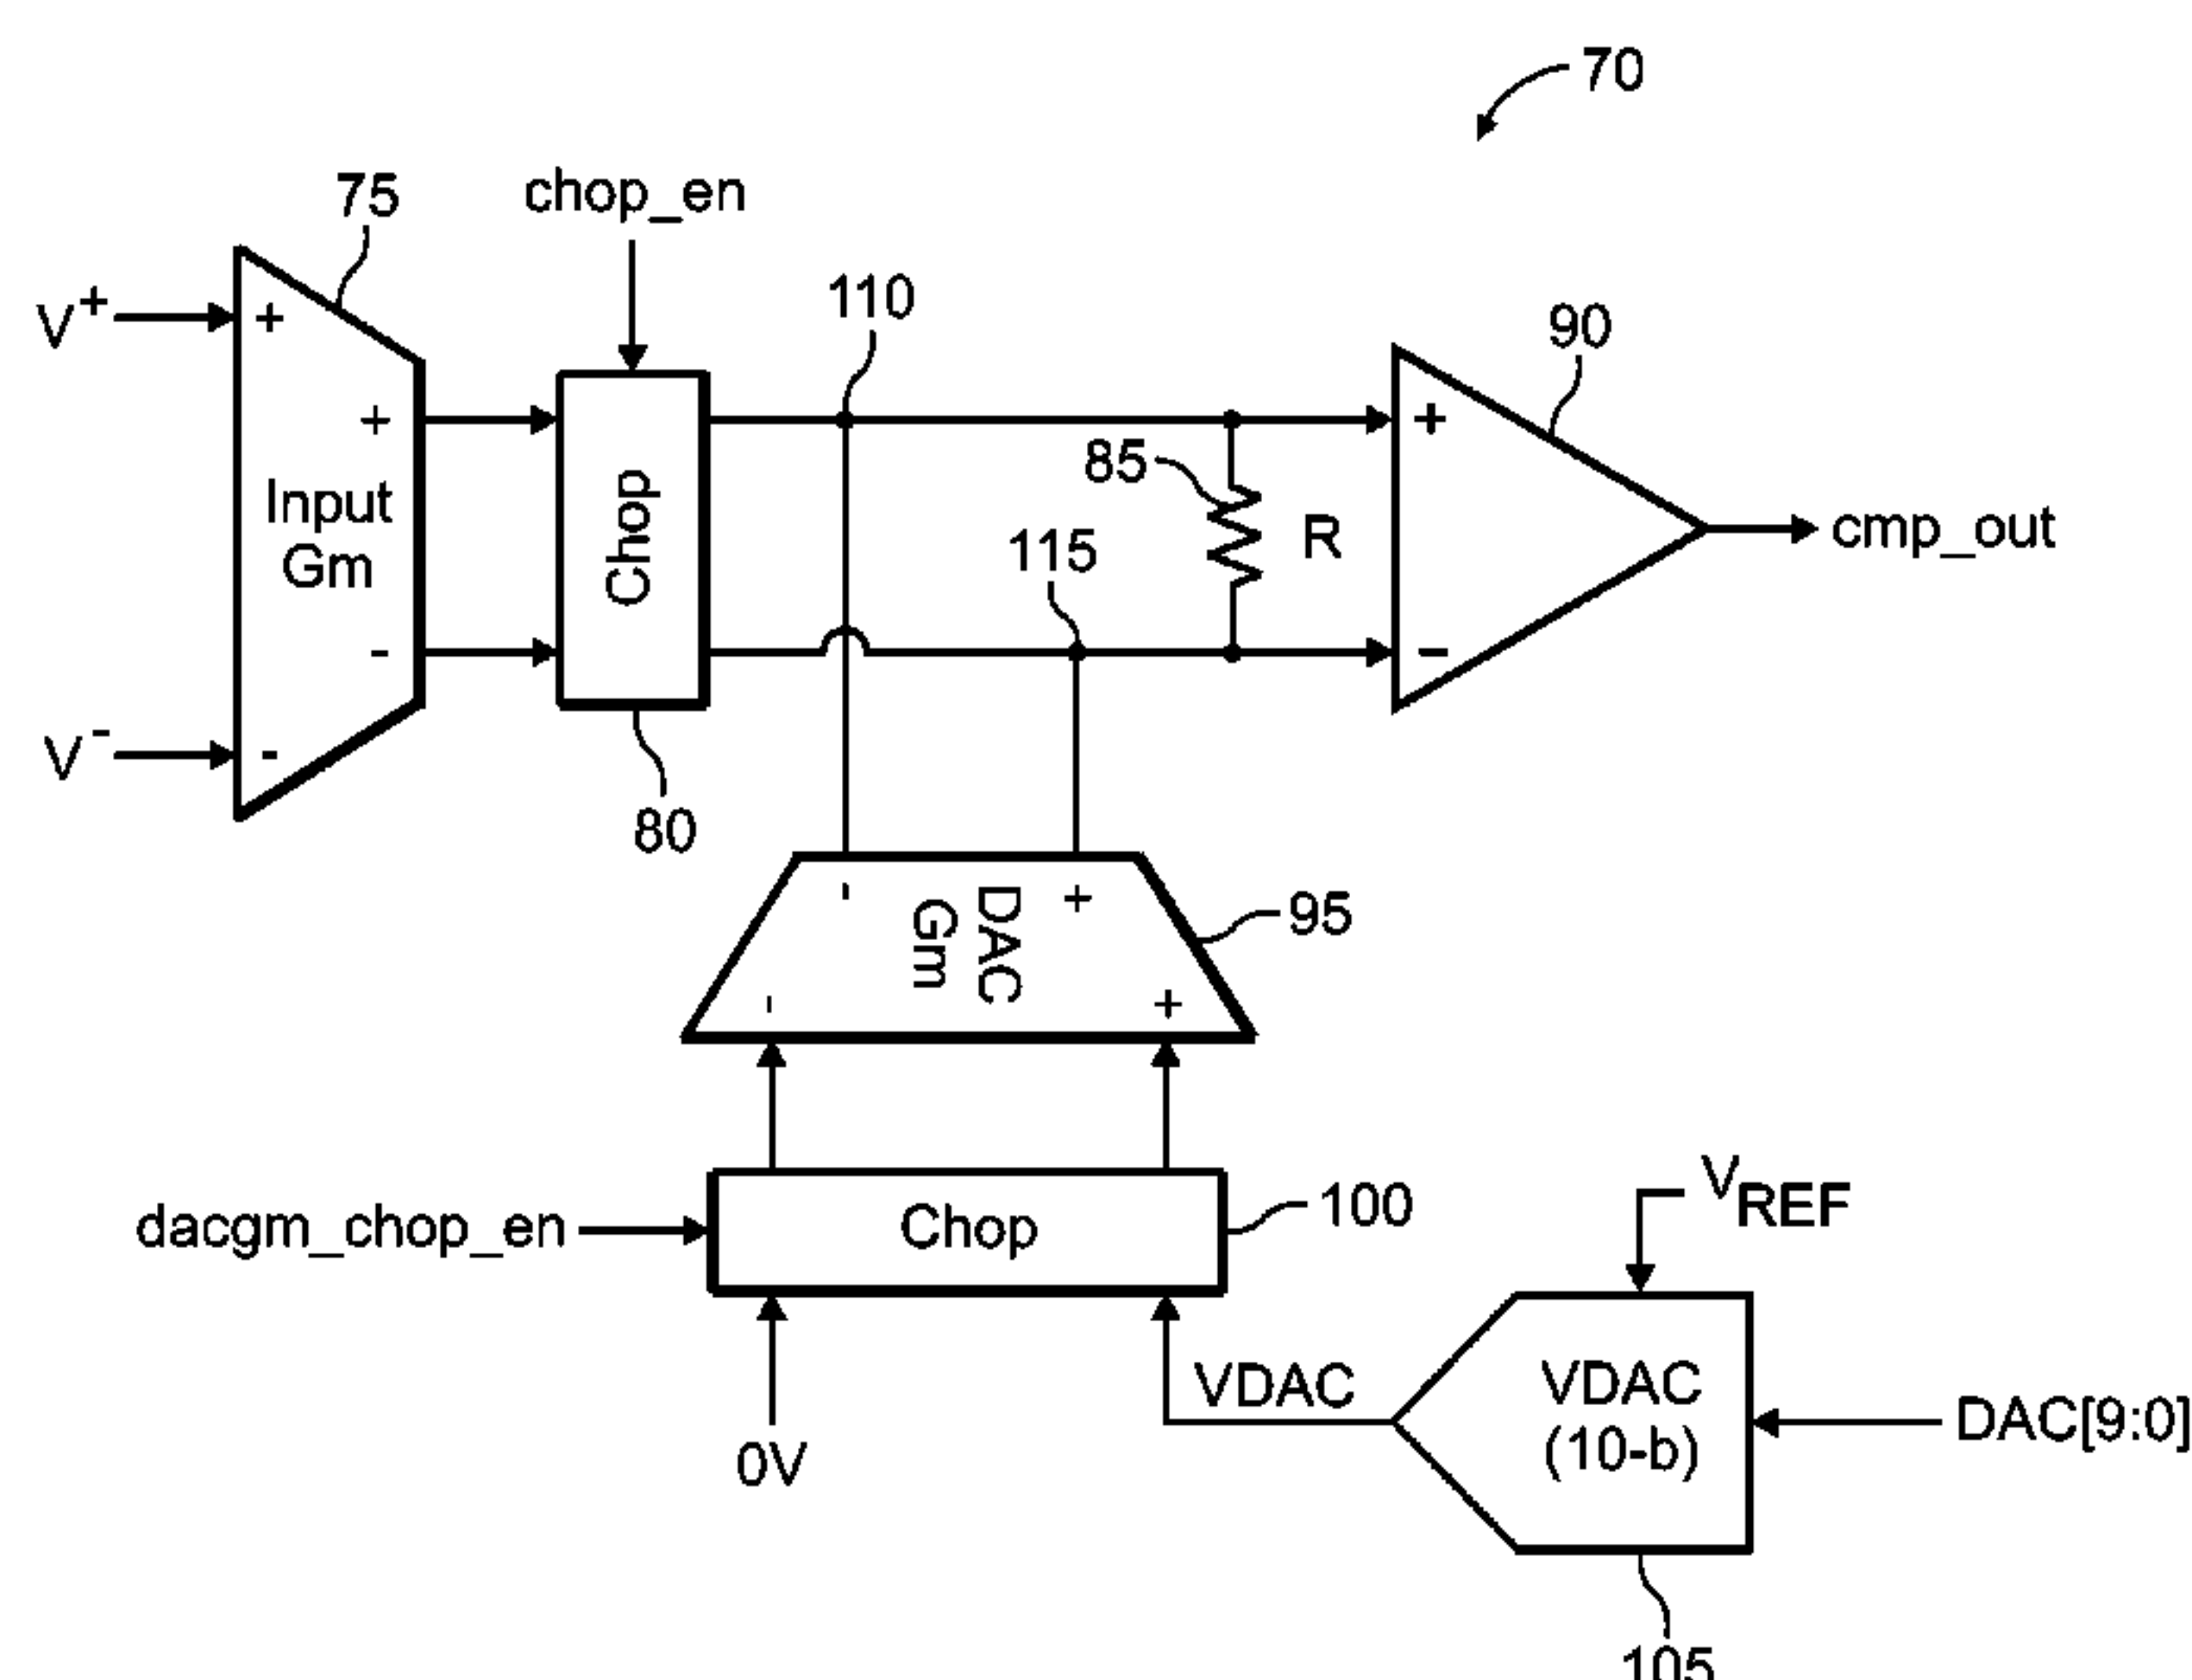 70
75
chop_en
V+
+
110
90
+
+
85
Input
Gm
Chop
R
cmp_out
115
-
-
V-
-
80
-
+
DAC
Gm
95
-
+
dacgm_chop_en
Chop
100
VREF
VDAC
VDAC
(10-b)
DAC[9:0]
0V
105